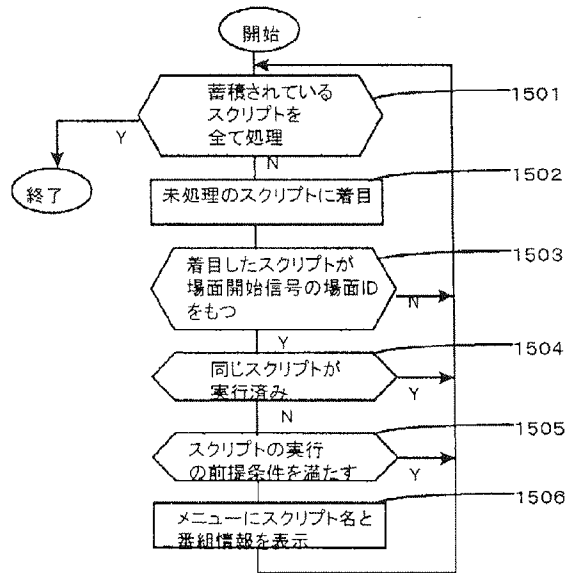 開始
蓄積されている
スクリプトを
全て処理
1501
Y
N
終了
1502
未処理のスクリプトに着目
1503
着目したスクリプトが
場面開始信号の場面ID
をもつ
N
Y
1504
同じスクリプトが
実行済み
Y
N
1505
スクリプトの実行
の前提条件を満たす
Y
1506
メニューにスクリプト名と
番組情報を表示